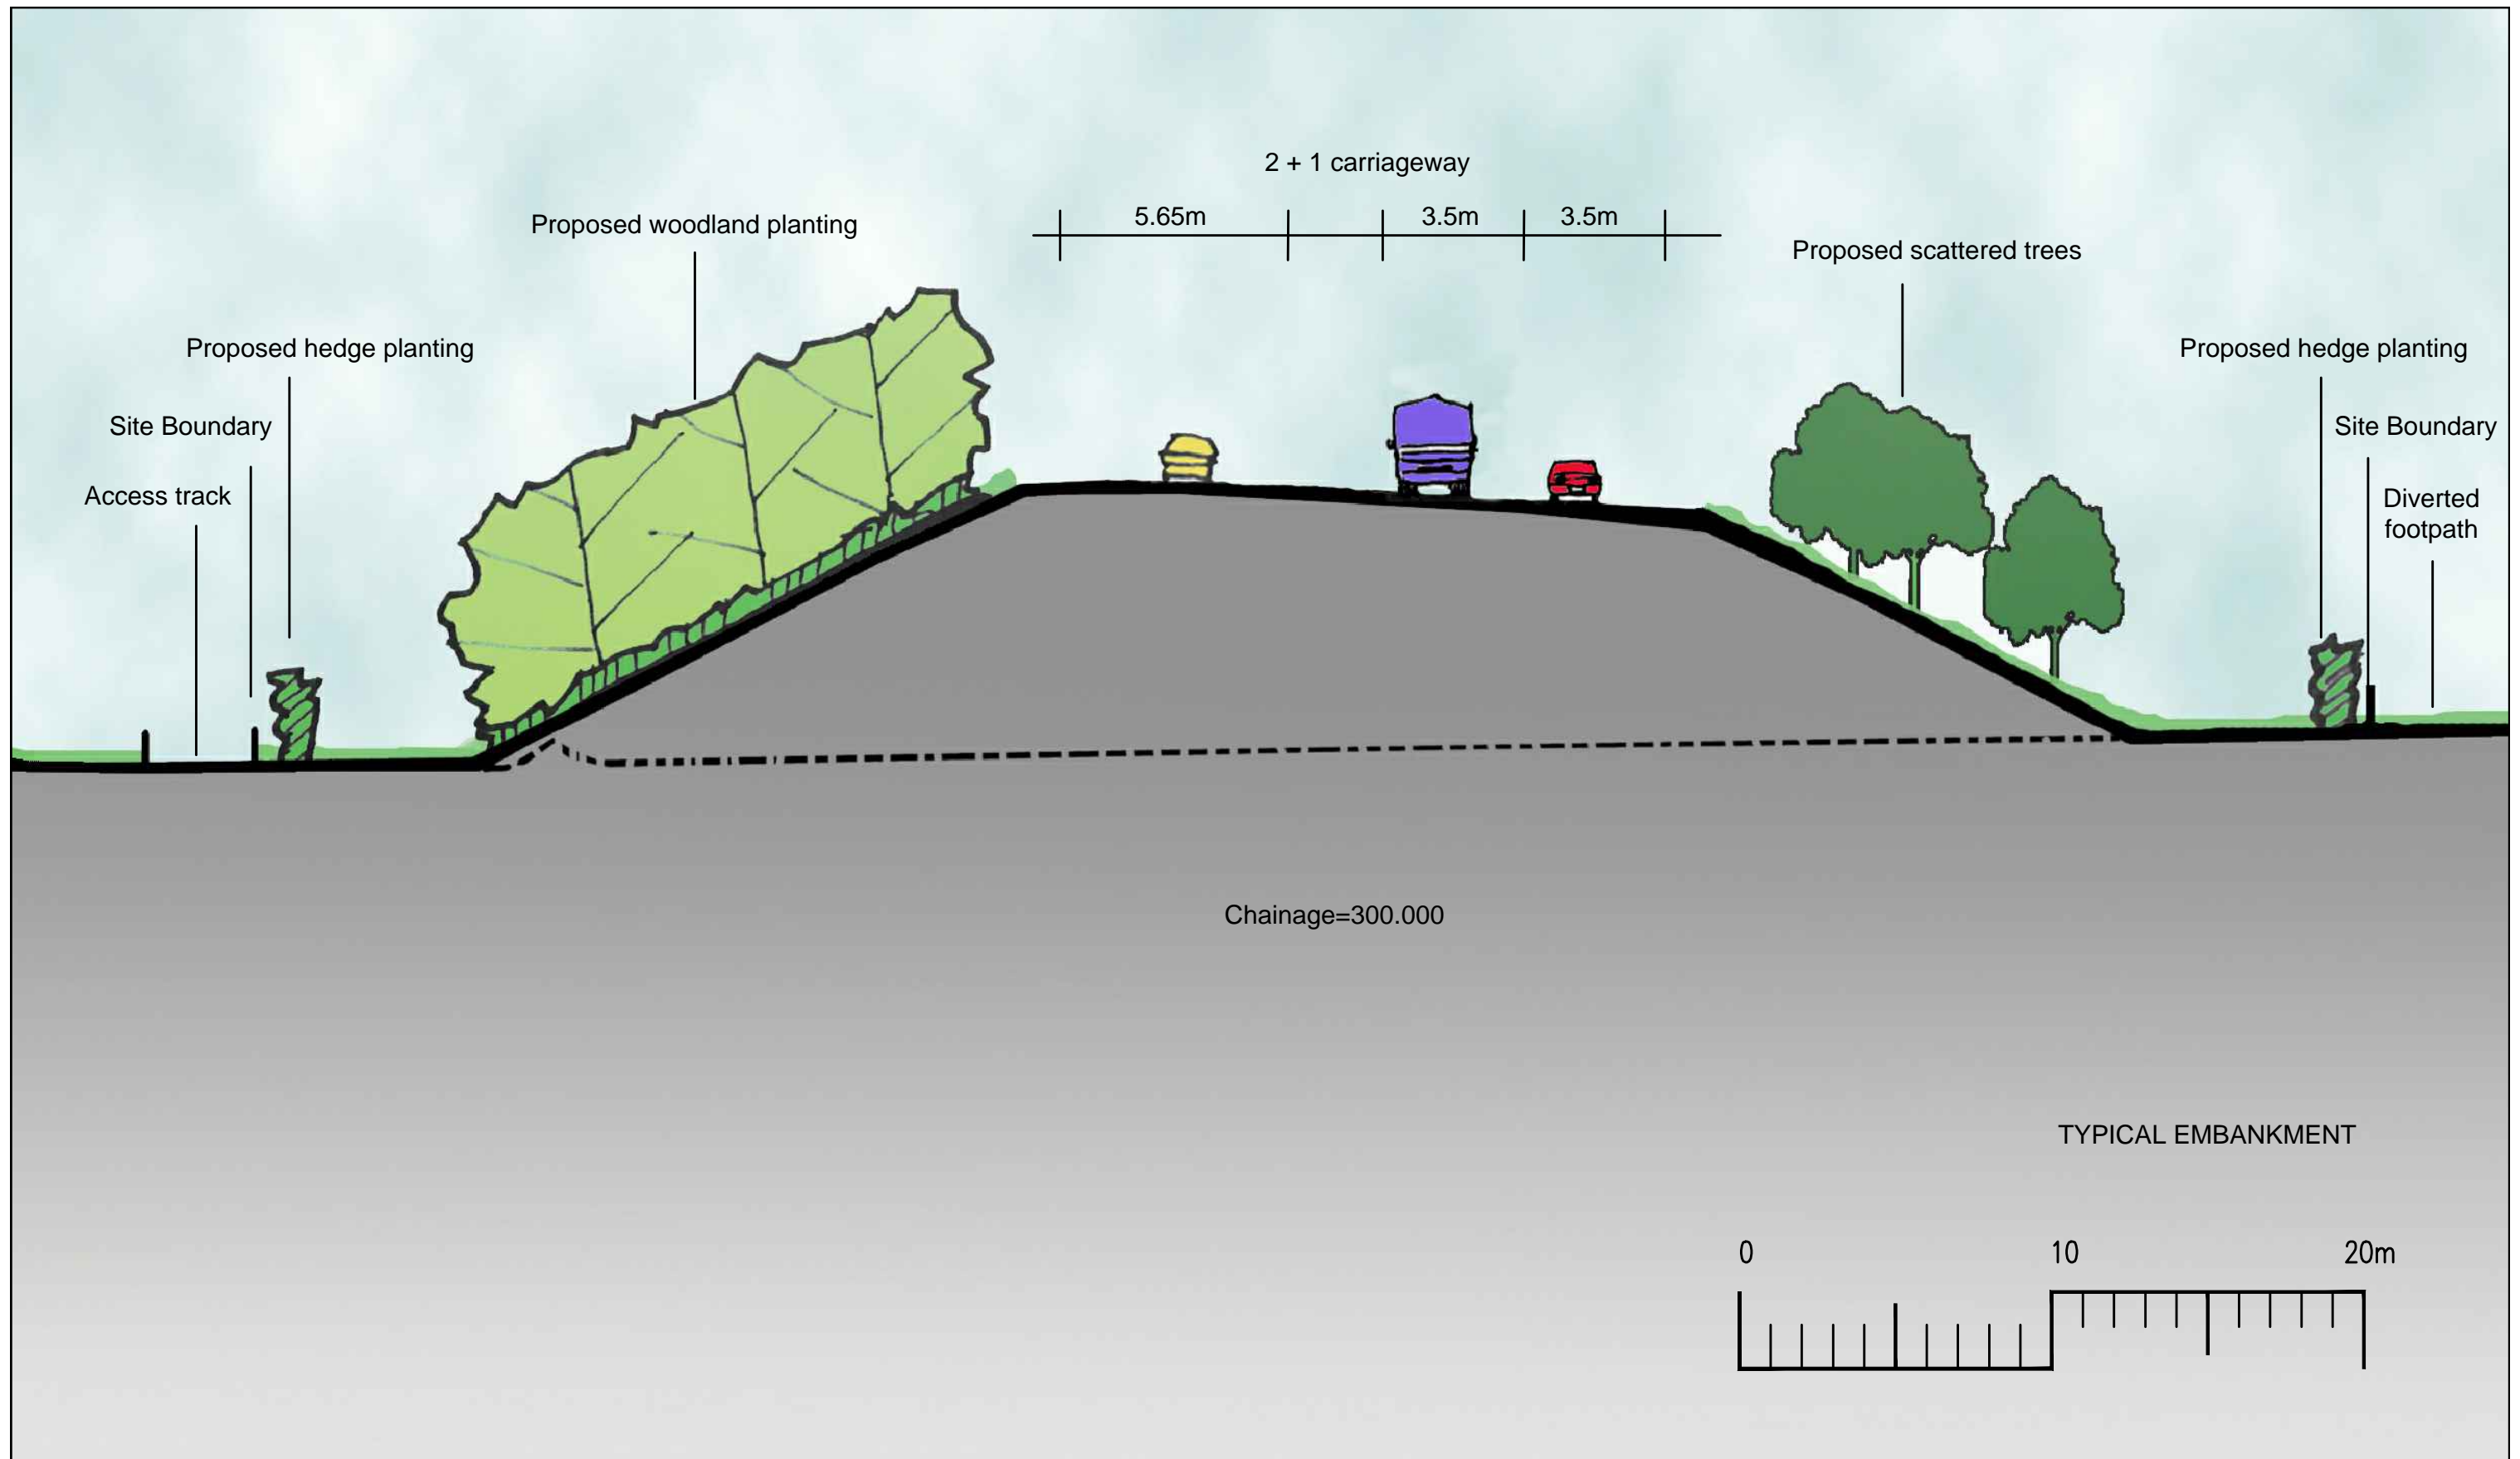 2 + 1 carriageway
5.65m
3.5m
3.5m
Proposed woodland planting
Proposed scattered trees
Proposed hedge planting
Proposed hedge planting
Site Boundary
Site Boundary
Access track
Diverted
footpath
Chainage=300.000
TYPICAL EMBANKMENT
0 10 20m